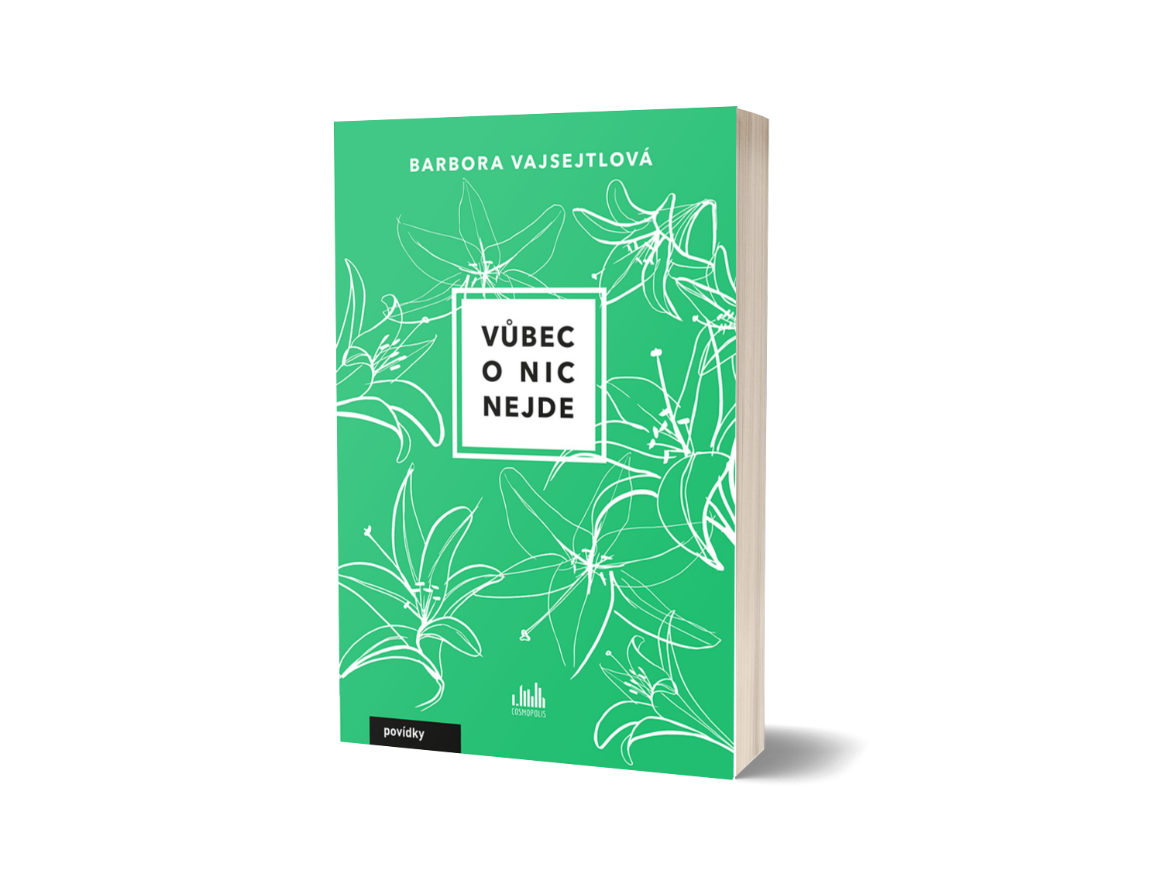 BARBORA VAJSEJTLOVÁ
VŮBEC
O NIC
NEJDE
COSMOPOLIS
povídky